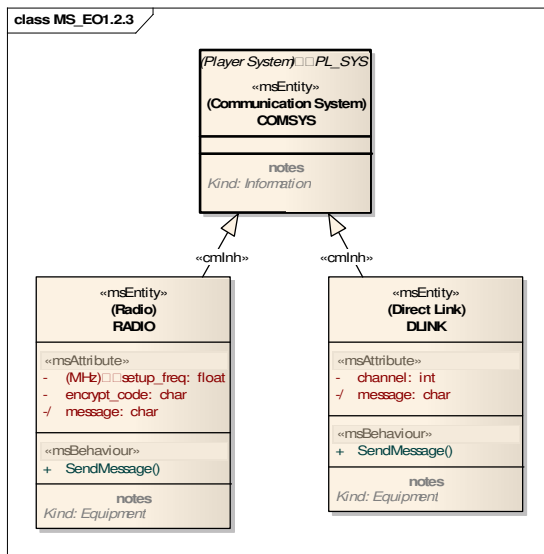 class MS_EO1.2.3
(Player System)□□PL_SYS
«msEntity»
(Communication System)
COMSYS
notes
Kind: Information
«cmInh»
«cmInh»
«msEntity»
(Radio)
RADIO
«msAttribute»
- (MHz)□□setup_freq: float
- encrypt_code: char
-/ message: char
«msBehaviour»
+ SendMessage()
notes
Kind: Equipment
«msEntity»
(Direct Link)
DLINK
«msAttribute»
- channel: int
-/ message: char
«msBehaviour»
+ SendMessage()
notes
Kind: Equipment